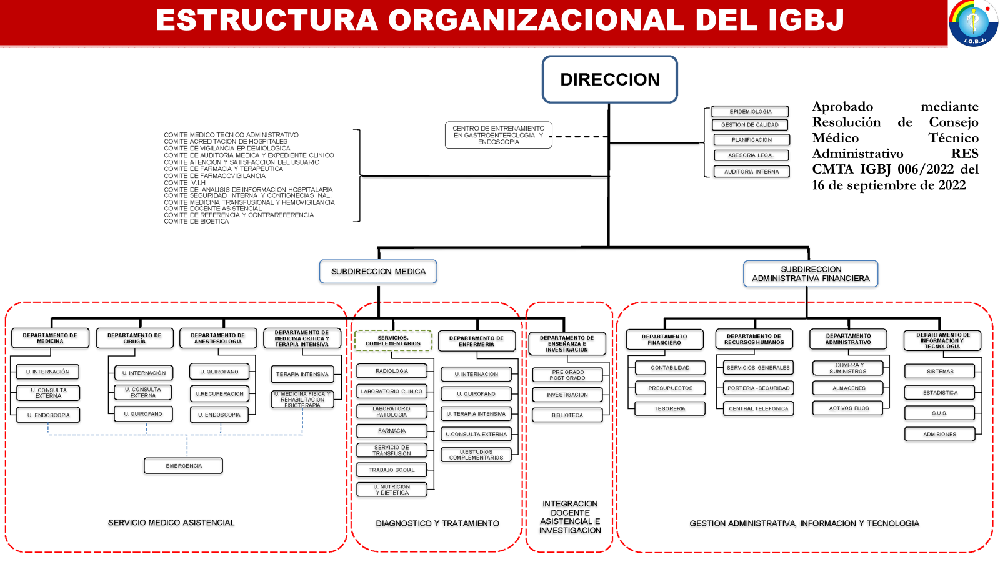 ESTRUCTURA ORGANIZACIONAL DEL IGBJ
I.G.B.J.
DIRECCION
EPIDEMIOLOGIA
GESTION DE CALIDAD
PLANIFICACION
ASESORIA LEGAL
AUDITORIA INTERNA
Aprobado mediante
Resolución de Consejo
Médico Técnico
Administrativo RES
CMTA IGBJ 006/2022 del
16 de septiembre de 2022
CENTRO DE ENTRENAMIENTO
EN GASTROENTEROLOGIA Y
ENDOSCOPIA
COMITE MEDICO TECNICO ADMINISTRATIVO
COMITE ACREDITACION DE HOSPITALES
COMITE DE VIGILANCIA EPIDEMIOLOGICA
COMITE DE AUDITORIA MEDICA Y EXPEDIENTE CLINICO
COMITE ATENCION Y SATISFACCION DEL USUARIO
COMITE DE FARMACIA Y TERAPEUTICA
COMITE DE FARMACOVIGILANCIA
COMITE V.I.H
COMITE DE ANALISIS DE INFORMACION HOSPITALARIA
COMITE SEGURIDAD INTERNA Y CONTIGNECIAS NAL.
COMITE MEDICINA TRANSFUSIONAL Y HEMOVIGILANCIA
COMITE DOCENTE ASISTENCIAL
COMITE DE REFERENCIA Y CONTRAREFERENCIA
COMITE DE BIOETICA
SUBDIRECCION MEDICA
SUBDIRECCION
ADMINISTRATIVA FINANCIERA
DEPARTAMENTO DE
MEDICINA
U. INTERNACIÓN
U. CONSULTA
EXTERNA
U. ENDOSCOPIA
DEPARTAMENTO DE
CIRUGÍA
U. INTERNACIÓN
U. CONSULTA
EXTERNA
U. QUIROFANO
DEPARTAMENTO DE
ANESTESIOLOGIA
U. QUIROFANO
U.RECUPERACION
U. ENDOSCOPIA
DEPARTAMENTO DE
MEDICINA CRITICA Y
TERAPIA INTENSIVA
TERAPIA INTENSIVA
U. MEDICINA FISICA Y
REHABILITACION
FISIOTERAPIA
EMERGENCIA
SERVICIO MEDICO ASISTENCIAL
SERVICIOS.
COMPLEMENTARIOS
RADIOLOGIA
LABORATORIO CLINICO
LABORATORIO
PATOLOGIA
FARMACIA
SERVICIO DE
TRANSFUSION
TRABAJO SOCIAL
U. NUTRICION
Y DIETETICA
DEPARTAMENTO DE
ENFERMERIA
U. INTERNACION
U. QUIROFANO
U. TERAPIA INTENSIVA
U.CONSULTA EXTERNA
U.ESTUDIOS
COMPLEMENTARIOS
DIAGNOSTICO Y TRATAMIENTO
DEPARTAMENTO DE
ENSEÑANZA E
INVESTIGACION
PRE GRADO
POST GRADO
INVESTIGACION
BIBLIOTECA
INTEGRACION
DOCENTE
ASISTENCIAL E
INVESTIGACION
DEPARTAMENTO
FINANCIERO
CONTABILIDAD
PRESUPUESTOS
TESORERIA
DEPARTAMENTO DE
RECURSOS HUMANOS
SERVICIOS GENERALES
PORTERIA -SEGURIDAD
CENTRAL TELEFONICA
DEPARTAMENTO
ADMINISTRATIVO
COMPRA Y
SUMINISTROS
ALMACENES
ACTIVOS FIJOS
DEPARTAMENTO DE
INFORMACION Y
TECNOLOGIA
SISTEMAS
ESTADISTICA
S.U.S.
ADMISIONES
GESTION ADMINISTRATIVA, INFORMACION Y TECNOLOGIA